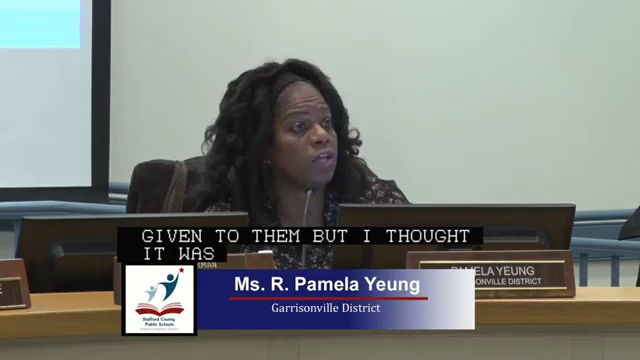 GIVEN TO THEM BUT I THOUGHT
IT WAS
Ms. R. Pamela Yeung
Garrisonville District
Stafford County
Public Schools
PAMELA YEUNG